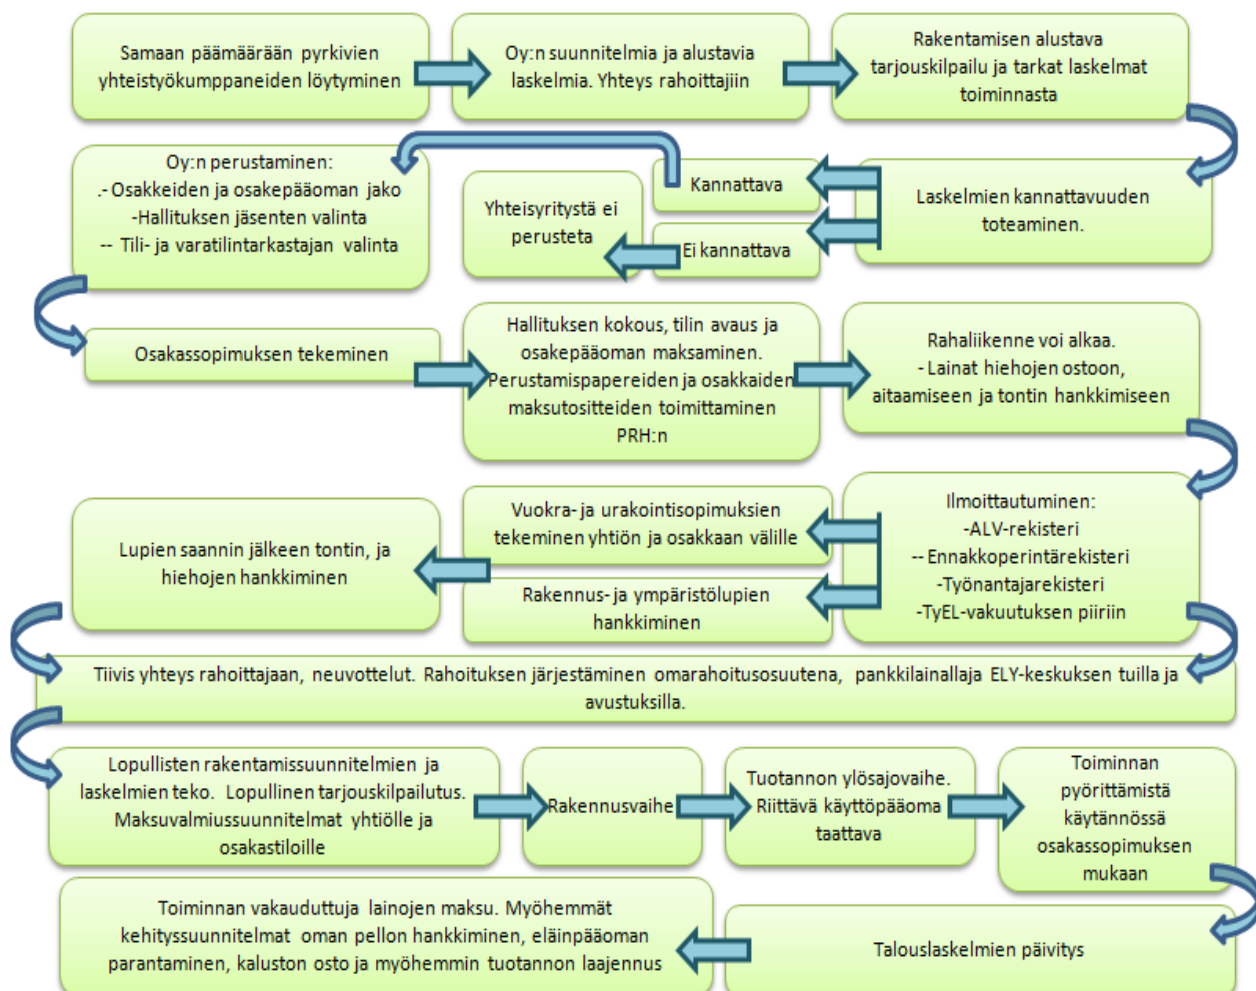 Samaan päämäärään pyrkivien
yhteistyökumppaneiden löytyminen
Oy:n suunnitelmia ja alustavia
laskelmia. Yhteys rahoittajiin
Rakentamisen alustava
tarjouskilpailu ja tarkat laskelmat
toiminnasta
Laskelmien kannattavuuden
toteaminen.
Kannattava
Ei kannattava
Yhteisyritystä ei
perusteta
Oy:n perustaminen:
.- Osakkeiden ja osakepääoman jako
-Hallituksen jäsenten valinta
-- Tili- ja varatilintarkastajan valinta
Osakassopimuksen tekeminen
Hallituksen kokous, tilin avaus ja
osakepääoman maksaminen.
Perustamispapereiden ja osakkaiden
maksutositteiden toimittaminen
PRH:n
Rahaliikenne voi alkaa.
- Lainat hiehojen ostoon,
aitaamiseen ja tontin hankkimiseen
Ilmoittautuminen:
-ALV-rekisteri
-- Ennakkoperintärekisteri
-Työnantajarekisteri
-TyEL-vakuutuksen piiriin
Vuokra- ja urakointisopimuksien
tekeminen yhtiön ja osakkaan välille
Rakennus- ja ympäristölupien
hankkiminen
Lupien saannin jälkeen tontin, ja
hiehojen hankkiminen
Tiivis yhteys rahoittajaan, neuvottelut. Rahoituksen järjestäminen omarahoitusosuutena, pankkilainallaja ELY-keskuksen tuilla ja
avustuksilla.
Lopullisten rakentamissuunnitelmien ja
laskelmien teko. Lopullinen tarjouskilpailutus.
Maksuvalmiussuunnitelmat yhtiölle ja
osakastiloille
Rakennusvaihe
Tuotannon ylösajovaihe.
Riittävä käyttöpääoma
taattava
Toiminnan
pyörittämistä
käytännössä
osakassopimuksen
mukaan
Talouslaskelmien päivitys
Toiminnan vakauduttuja lainojen maksu. Myöhemmät
kehityssuunnitelmat oman pellon hankkiminen, eläinpääoman
parantaminen, kaluston osto ja myöhemmin tuotannon laajennus